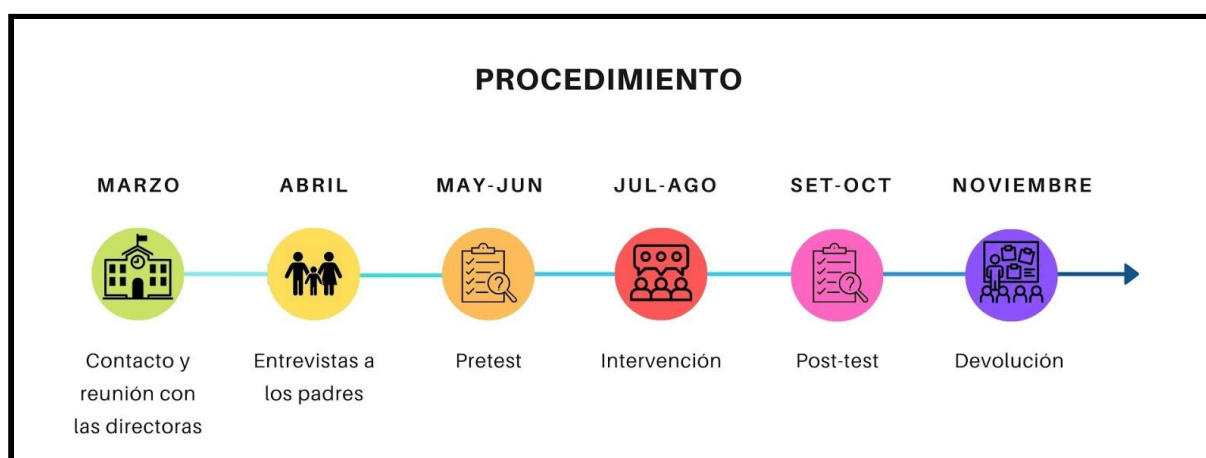 PROCEDIMIENTO
MARZO
ABRIL
MAY-JUN
JUL-AGO
SET-OCT
NOVIEMBRE
Contacto y
reunión con
las directoras
Entrevistas a
los padres
Pretest
Intervención
Post-test
Devolución